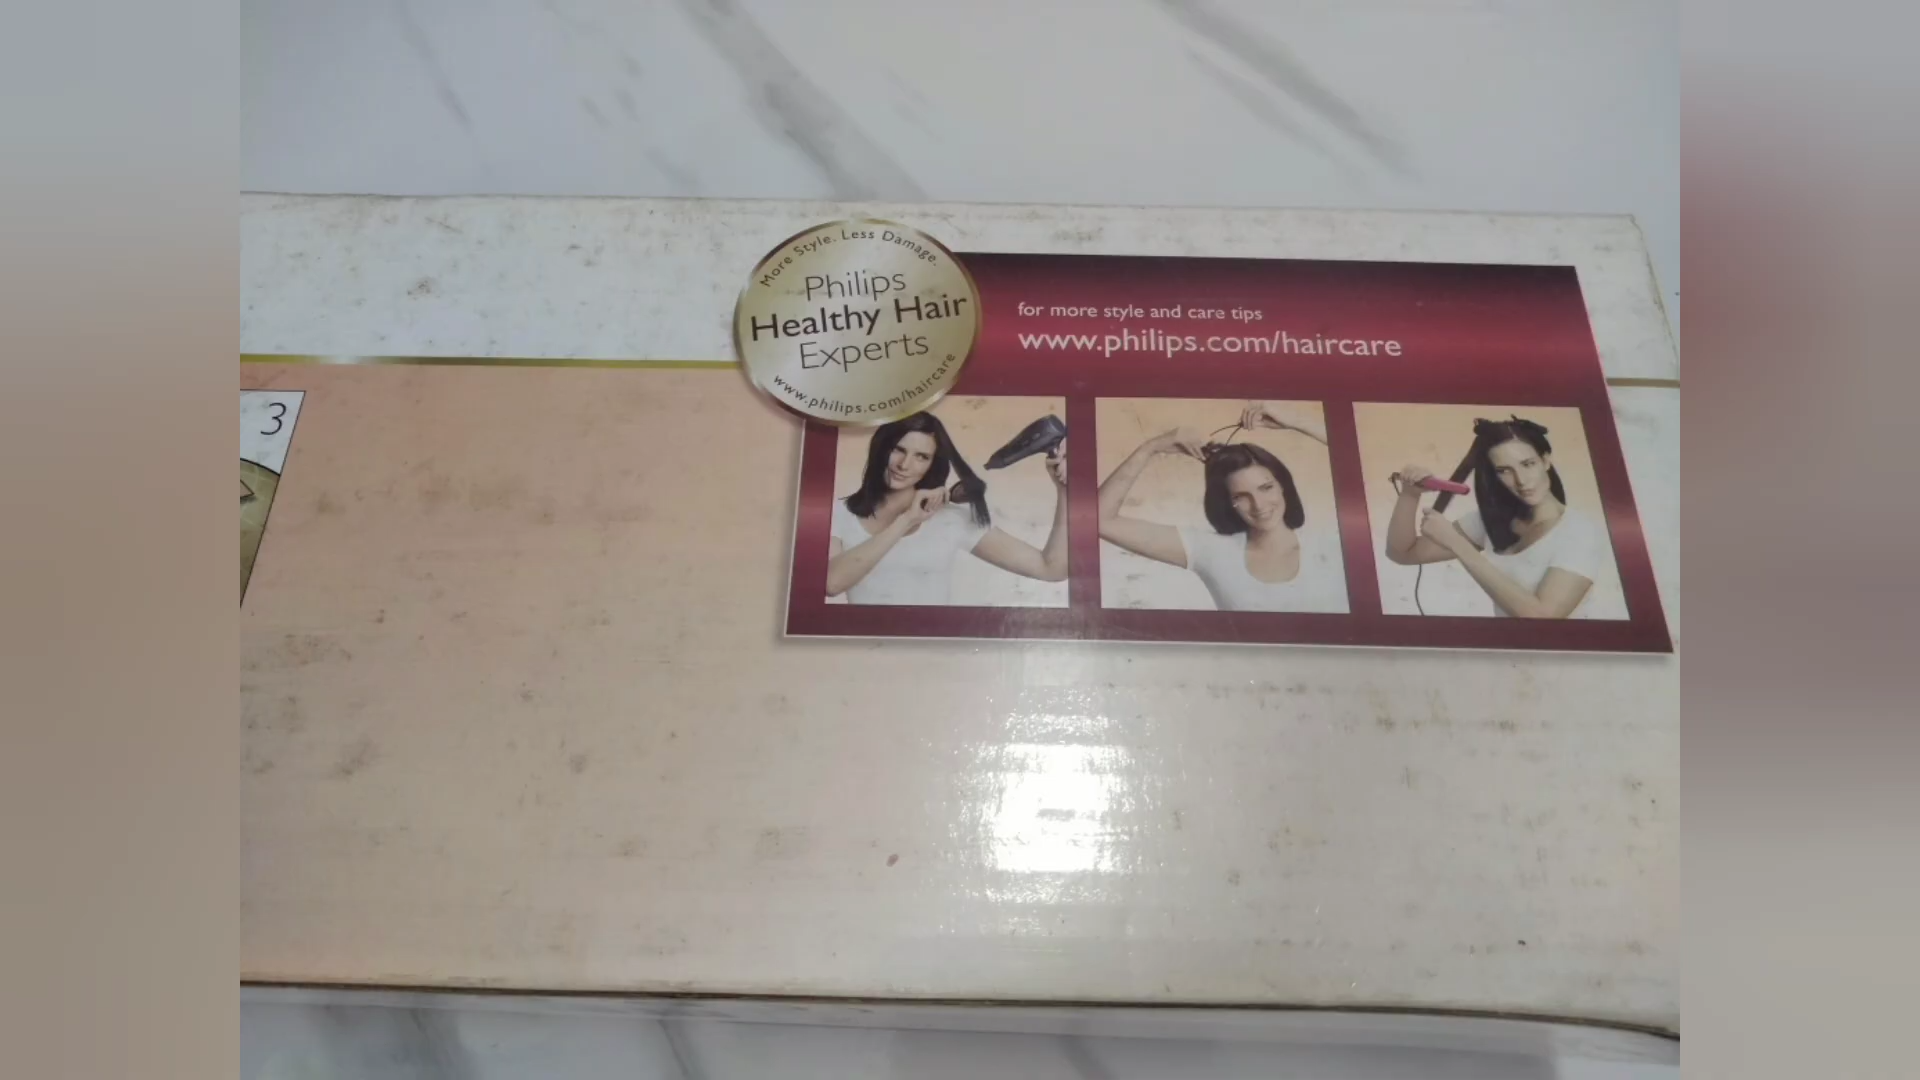 More Style. Less Damage.
Philips
Healthy Hair
Experts
www.philips.com/haircare
for more style and care tips
www.philips.com/haircare
3